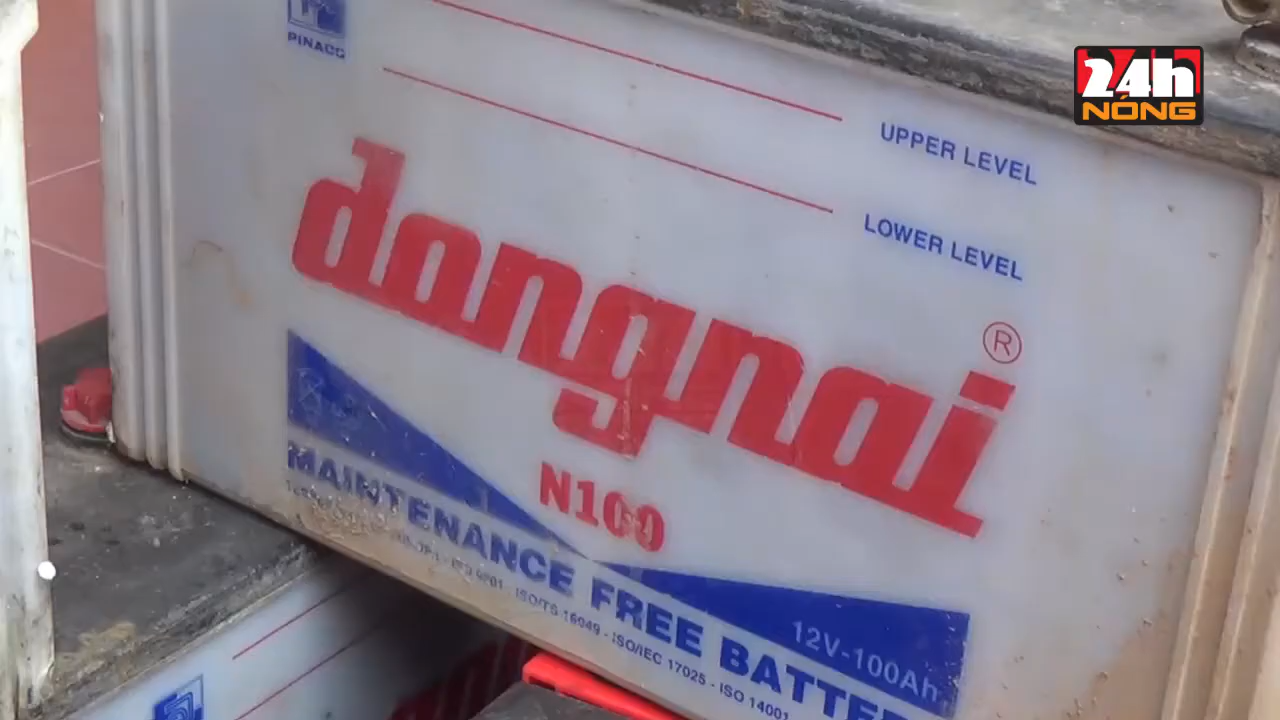 PINACO
24h
NÓNG
UPPER LEVEL
LOWER LEVEL
dongnai ®
N100
12V-100Ah
MAINTENANCE FREE BATTE
ISO/TS 16949 - ISO/IEC 17025 - ISO 14001